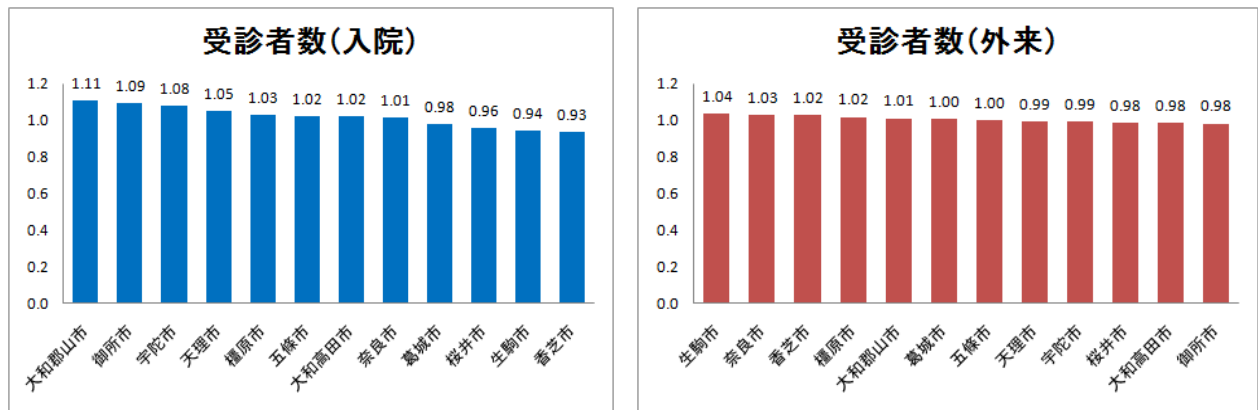 受診者数(入院)
1.2
1.0
0.8
0.6
0.4
0.2
0.0
1.11 1.09 1.08 1.05 1.03 1.02 1.02 1.01 0.98 0.96 0.94 0.93
大和郡山市 御所市 宇陀市 天理市 橿原市 五條市 大和高田市 奈良市 葛城市 桜井市 生駒市 香芝市
受診者数(外来)
1.2
1.0
0.8
0.6
0.4
0.2
0.0
1.04 1.03 1.02 1.02 1.01 1.00 1.00 0.99 0.99 0.98 0.98 0.98
生駒市 奈良市 香芝市 橿原市 大和郡山市 葛城市 五條市 天理市 宇陀市 桜井市 大和高田市 御所市